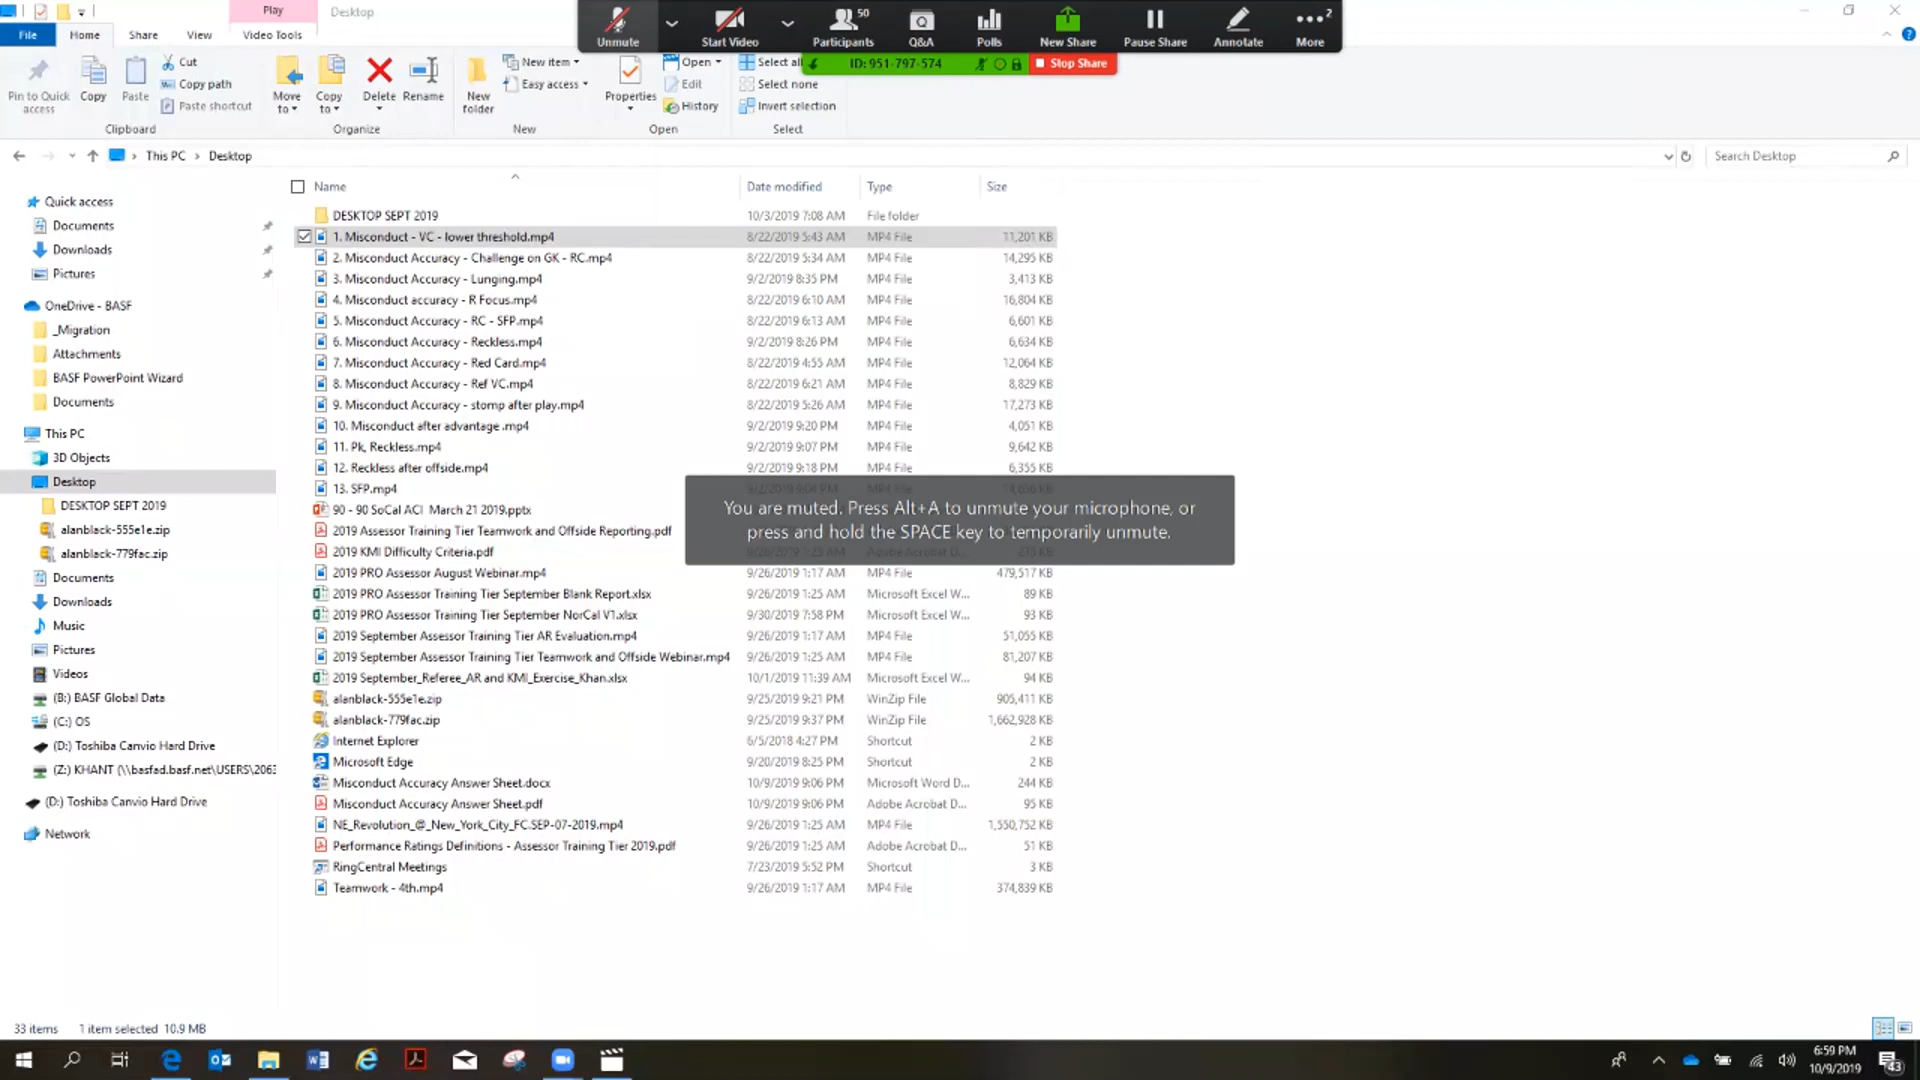 Play
Desktop
File
Home
Share
View
Video Tools
Unmute
Start Video
Participants
50
Q&A
Polls
New Share
Pause Share
Annotate
More
2
ID: 951-797-574
Stop Share
Pin to Quick access
Copy
Paste
Cut
Copy path
Paste shortcut
Clipboard
Move to
Copy to
Delete
Rename
Organize
New folder
New item
Easy access
New
Properties
Open
Edit
History
Open
Select all
Select none
Invert selection
Select
This PC > Desktop
Search Desktop
Quick access
Documents
Downloads
Pictures
OneDrive - BASF
_Migration
Attachments
BASF PowerPoint Wizard
Documents
This PC
3D Objects
Desktop
DESKTOP SEPT 2019
alanblack-555e1e.zip
alanblack-779fac.zip
Documents
Downloads
Music
Pictures
Videos
(B:) BASF Global Data
(C:) OS
(D:) Toshiba Canvio Hard Drive
(Z:) KHANT (\\basfad.basf.net\USERS\2063
(D:) Toshiba Canvio Hard Drive
Network
Name Date modified Type Size
DESKTOP SEPT 2019 10/3/2019 7:08 AM File folder
1. Misconduct - VC - lower threshold.mp4 8/22/2019 5:43 AM MP4 File 11,201 KB
2. Misconduct Accuracy - Challenge on GK - RC.mp4 8/22/2019 5:34 AM MP4 File 14,295 KB
3. Misconduct Accuracy - Lunging.mp4 9/2/2019 8:35 PM MP4 File 3,413 KB
4. Misconduct accuracy - R Focus.mp4 8/22/2019 6:10 AM MP4 File 16,804 KB
5. Misconduct Accuracy - RC - SFP.mp4 8/22/2019 6:13 AM MP4 File 6,601 KB
6. Misconduct Accuracy - Reckless.mp4 9/2/2019 8:26 PM MP4 File 6,634 KB
7. Misconduct Accuracy - Red Card.mp4 8/22/2019 4:55 AM MP4 File 12,064 KB
8. Misconduct Accuracy - Ref VC.mp4 8/22/2019 6:21 AM MP4 File 8,829 KB
9. Misconduct Accuracy - stomp after play.mp4 8/22/2019 5:26 AM MP4 File 17,273 KB
10. Misconduct after advantage .mp4 9/2/2019 9:20 PM MP4 File 4,051 KB
11. Pk, Reckless.mp4 9/2/2019 9:07 PM MP4 File 9,642 KB
12. Reckless after offside.mp4 9/2/2019 9:18 PM MP4 File 6,355 KB
13. SFP.mp4
90 - 90 SoCal ACI March 21 2019.pptx
2019 Assessor Training Tier Teamwork and Offside Reporting.pdf
2019 KMI Difficulty Criteria.pdf
You are muted. Press Alt+A to unmute your microphone, or
press and hold the SPACE key to temporarily unmute.
2019 PRO Assessor August Webinar.mp4 9/26/2019 1:17 AM MP4 File 479,517 KB
2019 PRO Assessor Training Tier September Blank Report.xlsx 9/26/2019 1:25 AM Microsoft Excel W... 89 KB
2019 PRO Assessor Training Tier September NorCal V1.xlsx 9/30/2019 7:58 PM Microsoft Excel W... 93 KB
2019 September Assessor Training Tier AR Evaluation.mp4 9/26/2019 1:17 AM MP4 File 51,055 KB
2019 September Assessor Training Tier Teamwork and Offside Webinar.mp4 9/26/2019 1:25 AM MP4 File 81,207 KB
2019 September_Referee_AR and KMI_Exercise_Khan.xlsx 10/1/2019 11:39 AM Microsoft Excel W... 94 KB
alanblack-555e1e.zip 9/25/2019 9:21 PM WinZip File 905,411 KB
alanblack-779fac.zip 9/25/2019 9:37 PM WinZip File 1,662,928 KB
Internet Explorer 6/5/2018 4:27 PM Shortcut 2 KB
Microsoft Edge 9/20/2019 8:25 PM Shortcut 2 KB
Misconduct Accuracy Answer Sheet.docx 10/9/2019 9:06 PM Microsoft Word D... 244 KB
Misconduct Accuracy Answer Sheet.pdf 10/9/2019 9:06 PM Adobe Acrobat D... 95 KB
NE_Revolution_@_New_York_City_FC.SEP-07-2019.mp4 9/26/2019 1:25 AM MP4 File 1,550,752 KB
Performance Ratings Definitions - Assessor Training Tier 2019.pdf 9/26/2019 1:25 AM Adobe Acrobat D... 51 KB
RingCentral Meetings 7/23/2019 5:52 PM Shortcut 3 KB
Teamwork - 4th.mp4 9/26/2019 1:17 AM MP4 File 374,839 KB
33 items 1 item selected 10.9 MB
6:59 PM
10/9/2019
43